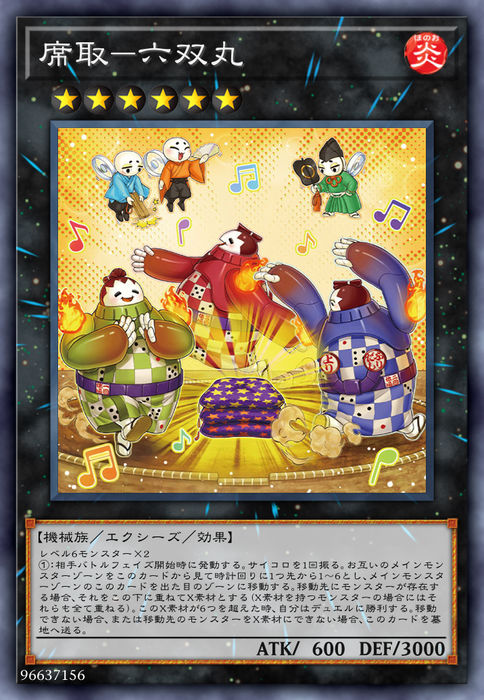 席取－六双丸
ほのお
炎
【機械族／エクシーズ／効果】
レベル6モンスター×2
①：相手バトルフェイズ開始時に発動する。サイコロを1回振る。お互いのメインモン
スターゾーンをこのカードから見て時計回りに1つ先から1～6とし、メインモンス
ターゾーンのこのカードを出た目のゾーンに移動する。移動先にモンスターが存在す
る場合、それをこの下に重ねてX素材とする（X素材を持つモンスターの場合にはそ
れらも全て重ねる）。このX素材が6つを超えた時、自分はデュエルに勝利する。移動
できない場合、または移動先のモンスターをX素材にできない場合、このカードを墓
地へ送る。
ATK/ 600 DEF/3000
96637156